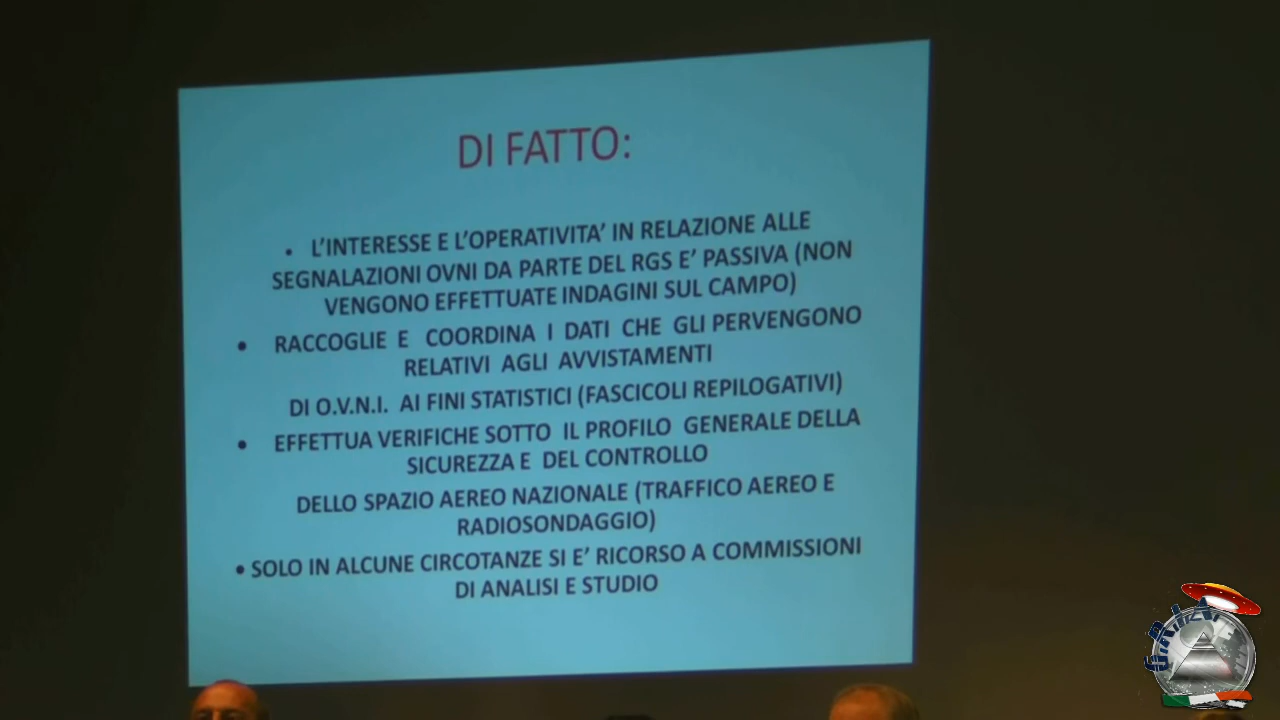 DI FATTO:
• L'INTERESSE E L'OPERATIVITA' IN RELAZIONE ALLE
SEGNALAZIONI OVNI DA PARTE DEL RGS E' PASSIVA (NON
VENGONO EFFETTUATE INDAGINI SUL CAMPO)
• RACCOGLIE E COORDINA I DATI CHE GLI PERVENGONO
RELATIVI AGLI AVVISTAMENTI
DI O.V.N.I. AI FINI STATISTICI (FASCICOLI REPILOGATIVI)
• EFFETTUA VERIFICHE SOTTO IL PROFILO GENERALE DELLA
SICUREZZA E DEL CONTROLLO
DELLO SPAZIO AEREO NAZIONALE (TRAFFICO AEREO E
RADIOSONDAGGIO)
• SOLO IN ALCUNE CIRCOTANZE SI E' RICORSO A COMMISSIONI
DI ANALISI E STUDIO